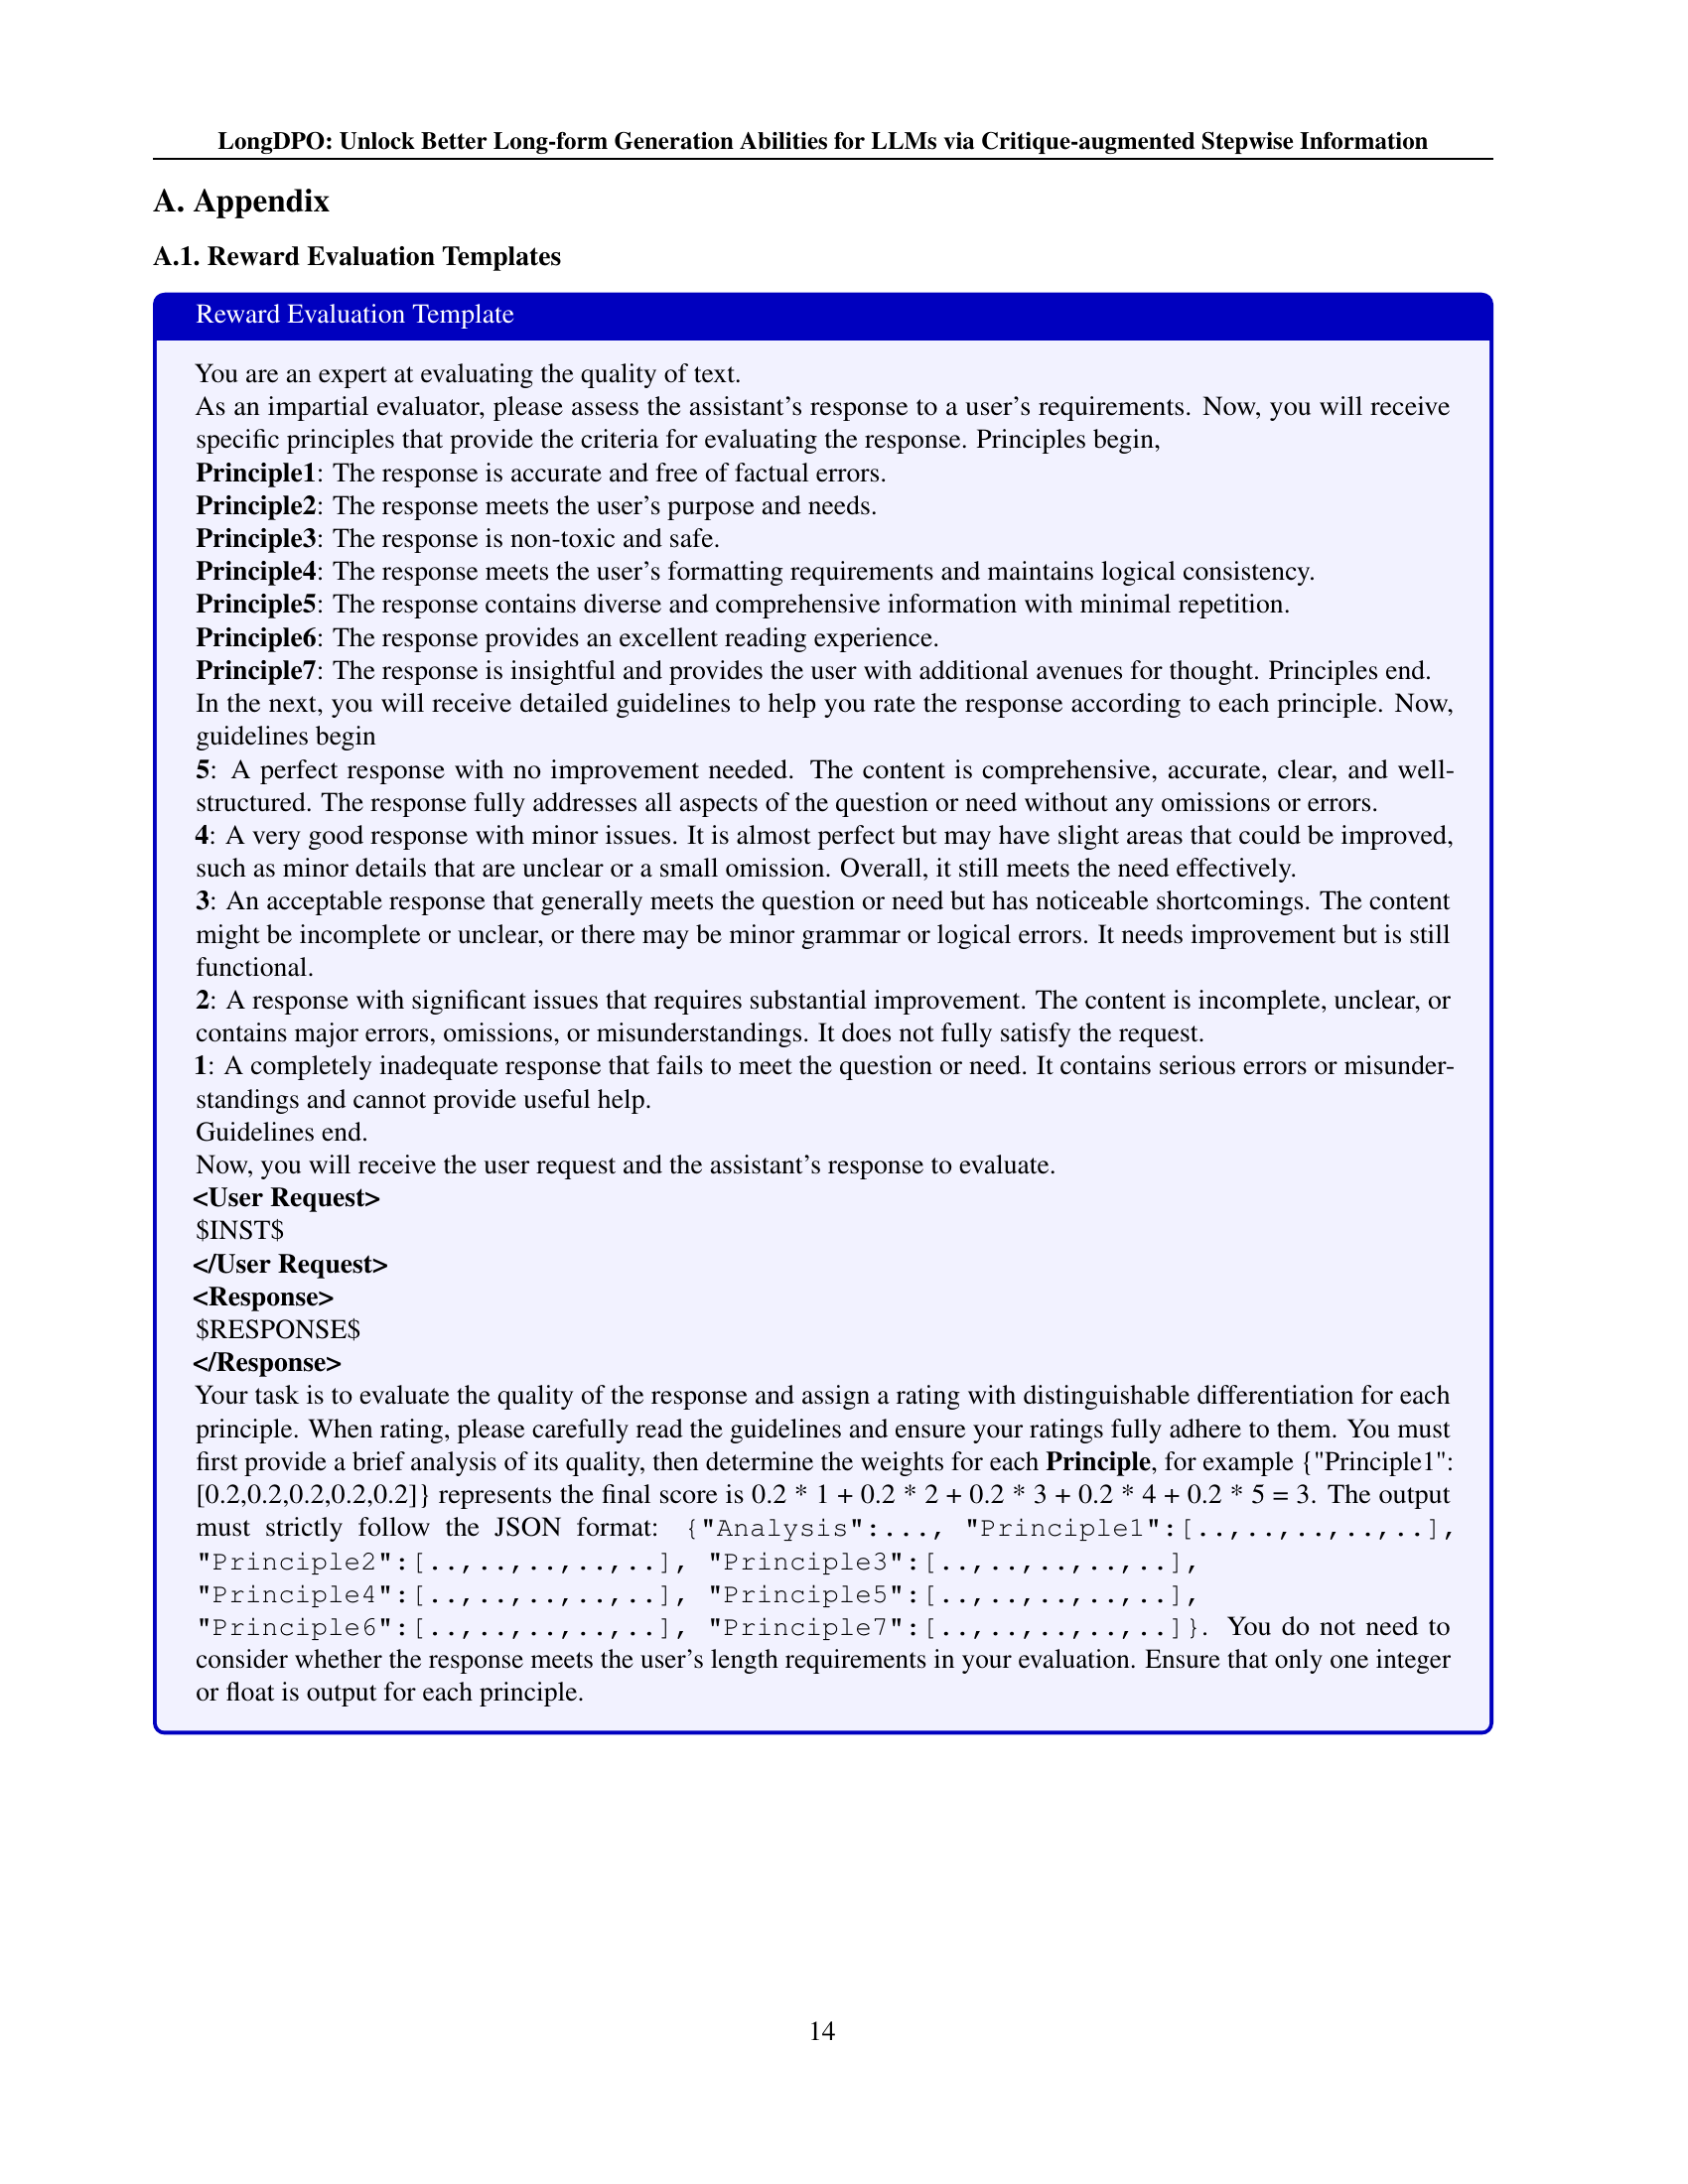 LongDPO: Unlock Better Long-form Generation Abilities for LLMs via Critique-augmented Stepwise Information
A. Appendix
A.1. Reward Evaluation Templates
Reward Evaluation Template
You are an expert at evaluating the quality of text.
As an impartial evaluator, please assess the assistant's response to a user's requirements. Now, you will receive
specific principles that provide the criteria for evaluating the response. Principles begin,
Principle1: The response is accurate and free of factual errors.
Principle2: The response meets the user's purpose and needs.
Principle3: The response is non-toxic and safe.
Principle4: The response meets the user's formatting requirements and maintains logical consistency.
Principle5: The response contains diverse and comprehensive information with minimal repetition.
Principle6: The response provides an excellent reading experience.
Principle7: The response is insightful and provides the user with additional avenues for thought. Principles end.
In the next, you will receive detailed guidelines to help you rate the response according to each principle. Now,
guidelines begin
5: A perfect response with no improvement needed. The content is comprehensive, accurate, clear, and well-
structured. The response fully addresses all aspects of the question or need without any omissions or errors.
4: A very good response with minor issues. It is almost perfect but may have slight areas that could be improved,
such as minor details that are unclear or a small omission. Overall, it still meets the need effectively.
3: An acceptable response that generally meets the question or need but has noticeable shortcomings. The content
might be incomplete or unclear, or there may be minor grammar or logical errors. It needs improvement but is still
functional.
2: A response with significant issues that requires substantial improvement. The content is incomplete, unclear, or
contains major errors, omissions, or misunderstandings. It does not fully satisfy the request.
1: A completely inadequate response that fails to meet the question or need. It contains serious errors or misunder-
standings and cannot provide useful help.
Guidelines end.
Now, you will receive the user request and the assistant's response to evaluate.
<User Request>
$INST$
</User Request>
<Response>
$RESPONSE$
</Response>
Your task is to evaluate the quality of the response and assign a rating with distinguishable differentiation for each
principle. When rating, please carefully read the guidelines and ensure your ratings fully adhere to them. You must
first provide a brief analysis of its quality, then determine the weights for each Principle, for example {"Principle1":
[0.2,0.2,0.2,0.2,0.2]} represents the final score is 0.2 * 1 + 0.2 * 2 + 0.2 * 3 + 0.2 * 4 + 0.2 * 5 = 3. The output
must strictly follow the JSON format: {"Analysis":..., "Principle1":[..,..,..,..,..],
"Principle2":[..,..,..,..,..], "Principle3":[..,..,..,..,..],
"Principle4":[..,..,..,..,..], "Principle5":[..,..,..,..,..],
"Principle6":[..,..,..,..,..], "Principle7":[..,..,..,..,..]}. You do not need to
consider whether the response meets the user's length requirements in your evaluation. Ensure that only one integer
or float is output for each principle.
14